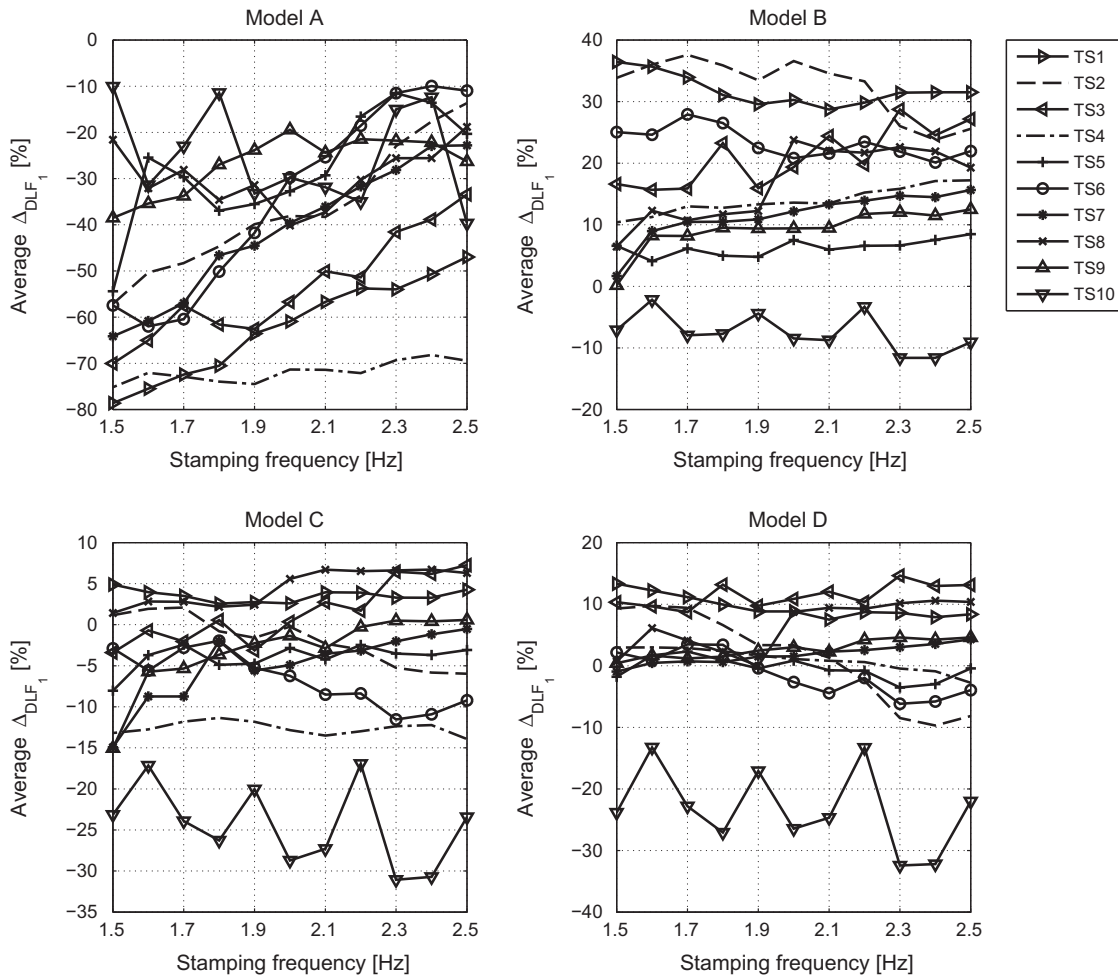 Model A
0
−10
−20
−30
−40
−50
−60
−70
−80
1.5 1.7 1.9 2.1 2.3 2.5
Average Δ_DLF_1 [%]
Stamping frequency [Hz]
Model B
40
30
20
10
0
−10
−20
1.5 1.7 1.9 2.1 2.3 2.5
Average Δ_DLF_1 [%]
Stamping frequency [Hz]
TS1
TS2
TS3
TS4
TS5
TS6
TS7
TS8
TS9
TS10
Model C
10
5
0
−5
−10
−15
−20
−25
−30
−35
1.5 1.7 1.9 2.1 2.3 2.5
Average Δ_DLF_1 [%]
Stamping frequency [Hz]
Model D
20
10
0
−10
−20
−30
−40
1.5 1.7 1.9 2.1 2.3 2.5
Average Δ_DLF_1 [%]
Stamping frequency [Hz]